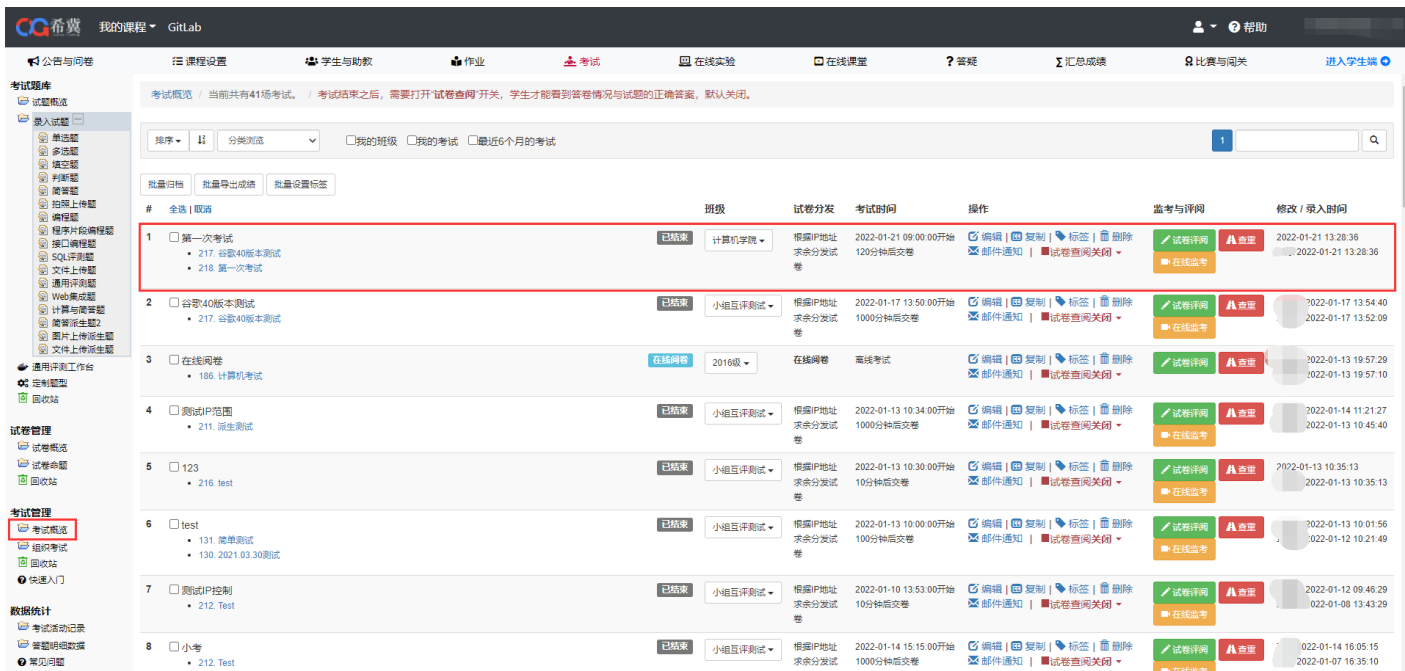 CG希冀 我的课程 GitLab 帮助
公告与问卷 课程设置 学生与助教 作业 考试 在线实验 在线课堂 答疑 汇总成绩 比赛与闯关 进入学生端
考试题库
试题概览
录入试题
单选题
多选题
填空题
判断题
简答题
拍照上传题
编程题
程序片段编程题
接口编程题
SQL评测题
文件上传题
通用评测题
Web集成题
计算与简答题
简答派生题2
图片上传派生题
文件上传派生题
通用评测工作台
定制题型
回收站
试卷管理
试卷概览
试卷命题
回收站
考试管理
考试概览
组织考试
回收站
快速入门
数据统计
考试活动记录
答题明细数据
常见问题
考试概览 / 当前共有41场考试。 / 考试结束之后，需要打开“试卷查阅”开关，学生才能看到答卷情况与试题的正确答案，默认关闭。
排序 分类浏览 我的班级 我的考试 最近6个月的考试 1
批量归档 批量导出成绩 批量设置标签
# 全选 | 取消 班级 试卷分发 考试时间 操作 监考与评阅 修改 / 录入时间
1 第一次考试 已结束 计算机学院 根据IP地址 2022-01-21 09:00:00开始 编辑 | 复制 | 标签 | 删除 试卷评阅 查重 2022-01-21 13:28:36
217. 谷歌40版本测试 求余分发试 120分钟后交卷 邮件通知 | 试卷查阅关闭 2022-01-21 13:28:36
218. 第一次考试 卷 在线监考
2 谷歌40版本测试 已结束 小组互评测试 根据IP地址 2022-01-17 13:50:00开始 编辑 | 复制 | 标签 | 删除 试卷评阅 查重 2022-01-17 13:54:40
217. 谷歌40版本测试 求余分发试 1000分钟后交卷 邮件通知 | 试卷查阅关闭 2022-01-17 13:52:09
卷 在线监考
3 在线阅卷 在线阅卷 2016级 在线阅卷 离线考试 编辑 | 复制 | 标签 | 删除 试卷评阅 查重 2022-01-13 19:57:29
186. 计算机考试 邮件通知 | 试卷查阅关闭 2022-01-13 19:57:10
4 测试IP范围 已结束 小组互评测试 根据IP地址 2022-01-13 10:34:00开始 编辑 | 复制 | 标签 | 删除 试卷评阅 查重 2022-01-14 11:21:27
211. 派生测试 求余分发试 1000分钟后交卷 邮件通知 | 试卷查阅关闭 2022-01-13 10:45:40
卷 在线监考
5 123 已结束 小组互评测试 根据IP地址 2022-01-13 10:30:00开始 编辑 | 复制 | 标签 | 删除 试卷评阅 查重 2022-01-13 10:35:13
216. test 求余分发试 10分钟后交卷 邮件通知 | 试卷查阅关闭 2022-01-13 10:35:13
卷 在线监考
6 test 已结束 小组互评测试 根据IP地址 2022-01-13 10:00:00开始 编辑 | 复制 | 标签 | 删除 试卷评阅 查重 2022-01-13 10:01:56
131. 简单测试 求余分发试 100分钟后交卷 邮件通知 | 试卷查阅关闭 2022-01-12 10:21:49
130. 2021.03.30测试 卷 在线监考
7 测试IP控制 已结束 小组互评测试 根据IP地址 2022-01-10 13:53:00开始 编辑 | 复制 | 标签 | 删除 试卷评阅 查重 2022-01-12 09:46:29
212. Test 求余分发试 10分钟后交卷 邮件通知 | 试卷查阅关闭 2022-01-08 13:43:29
卷 在线监考
8 小考 已结束 小组互评测试 根据IP地址 2022-01-14 15:15:00开始 编辑 | 复制 | 标签 | 删除 试卷评阅 查重 022-01-14 16:05:15
212. Test 求余分发试 1000分钟后交卷 邮件通知 | 试卷查阅关闭 2022-01-07 16:35:10